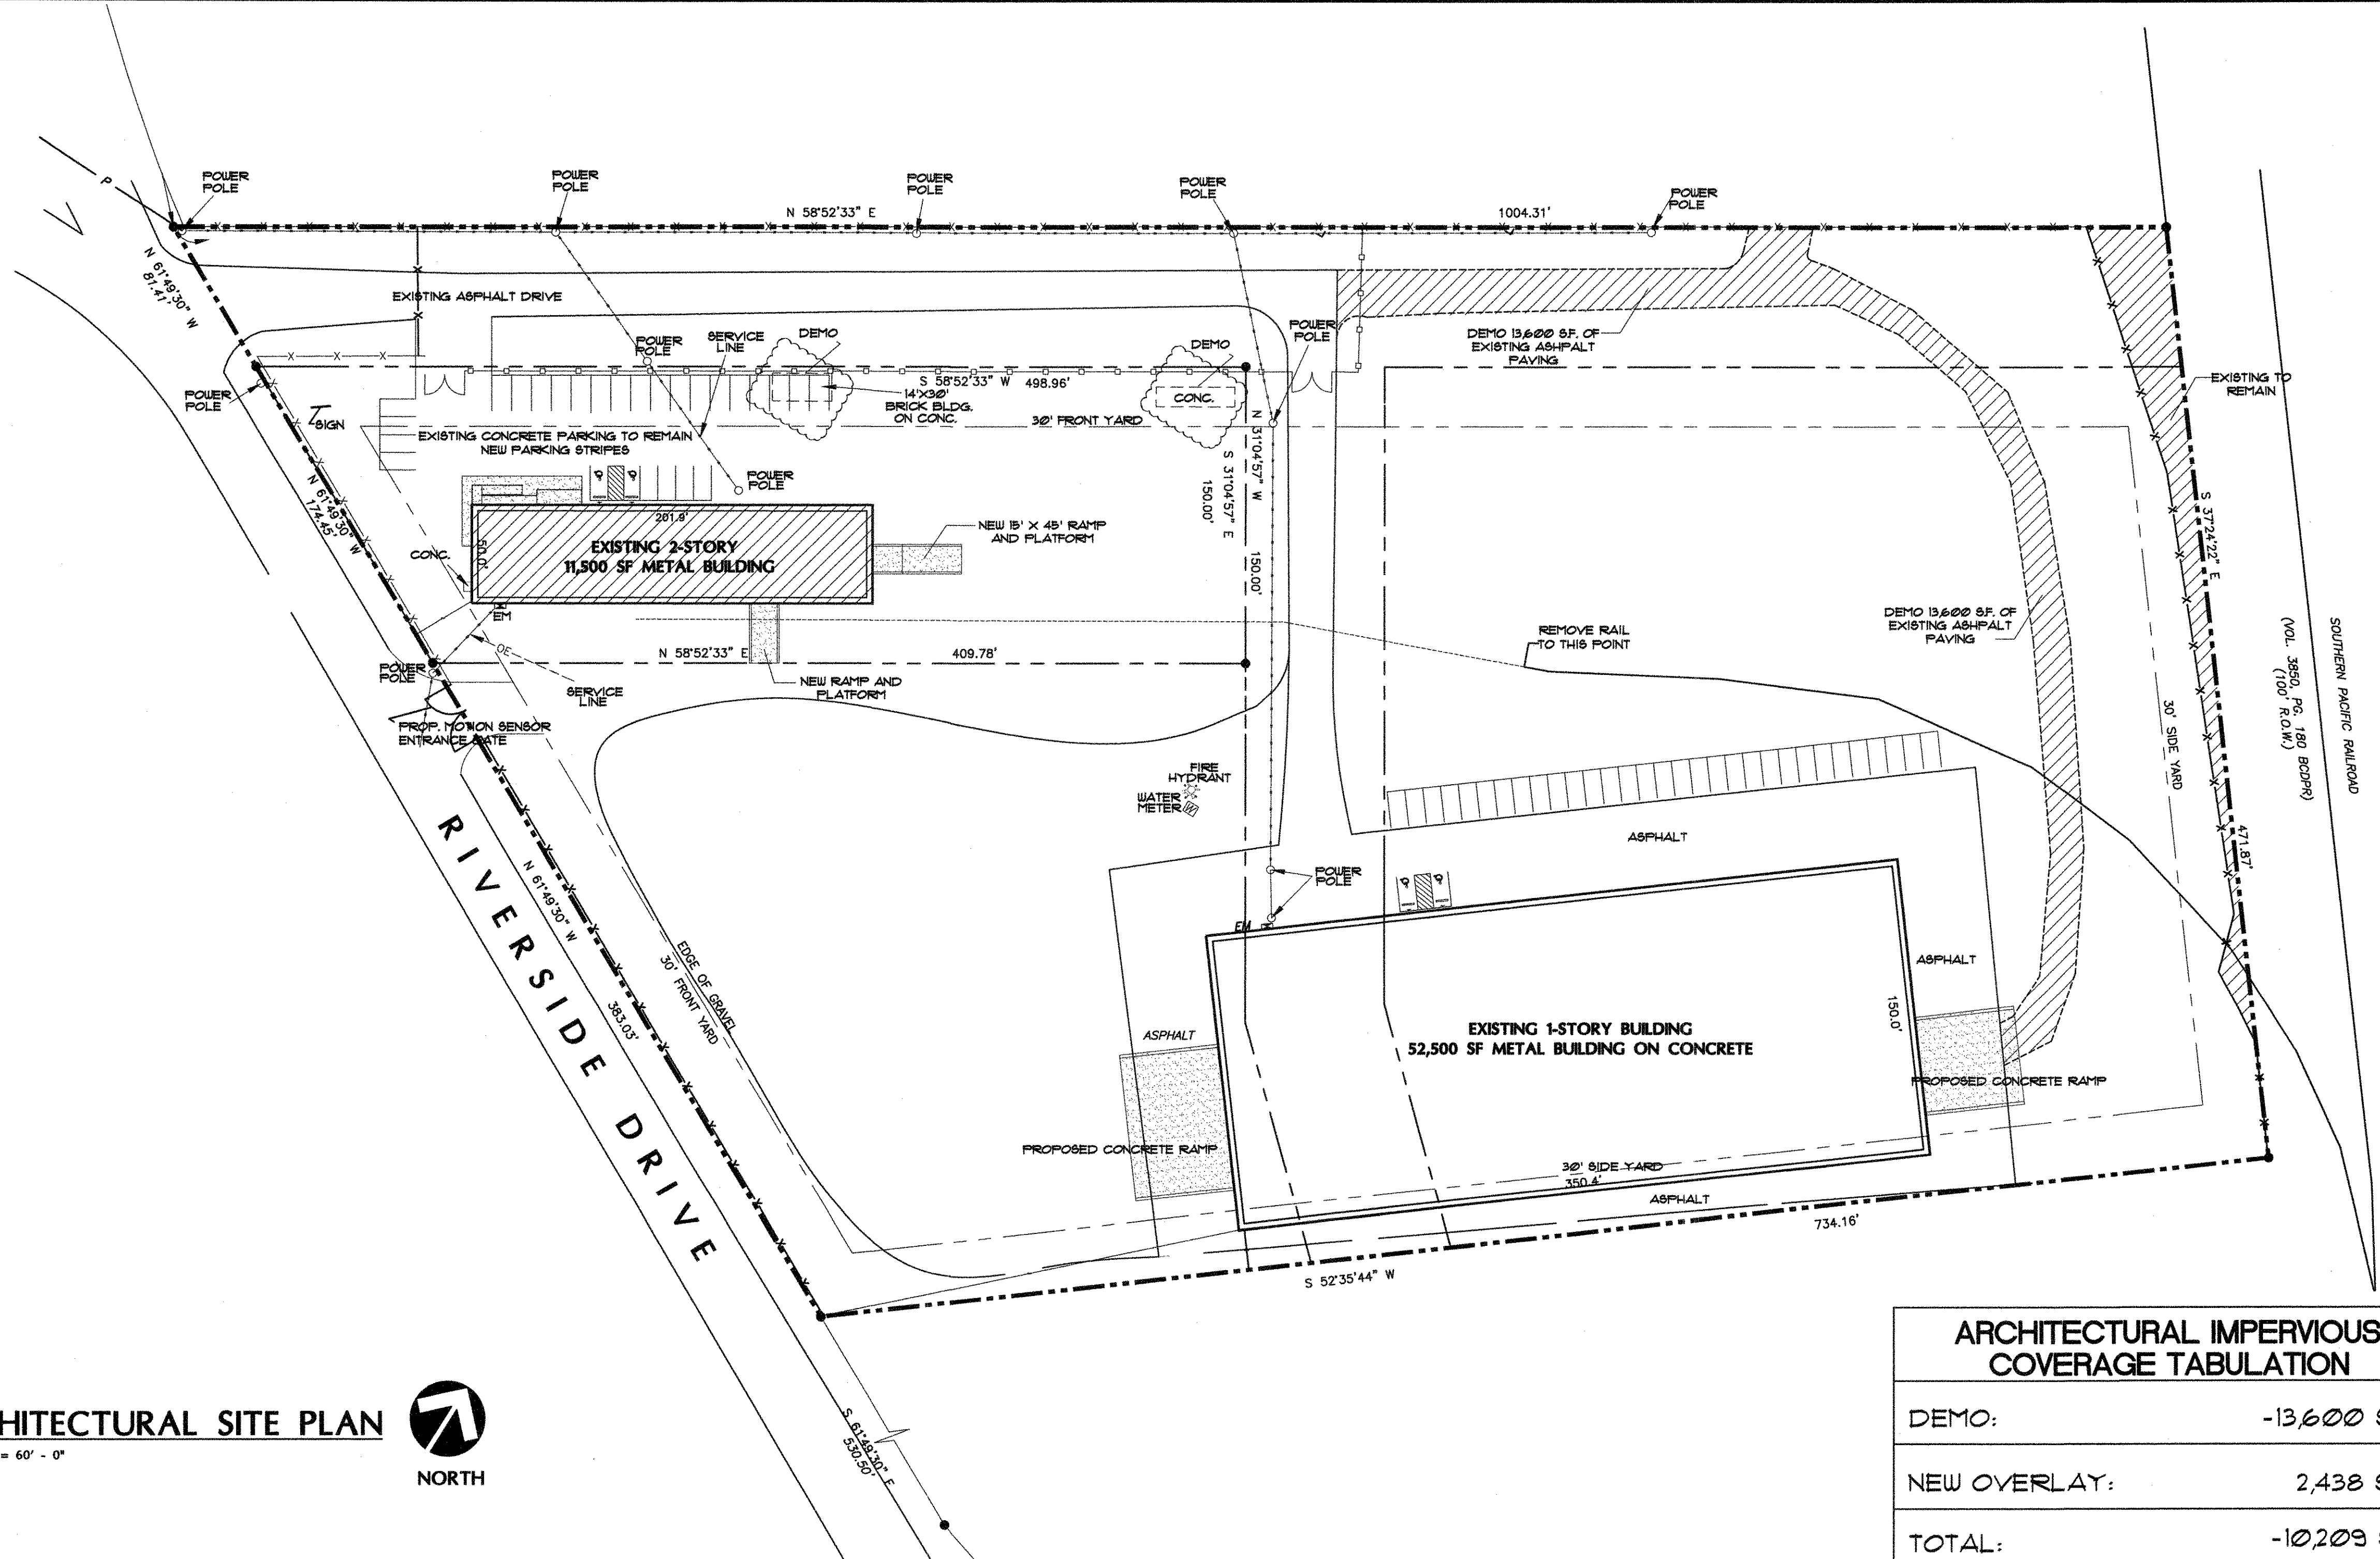 POWER
POLE
POWER
POLE
POWER
POLE
POWER
POLE
POWER
POLE
P
N 58°52'33" E
1004.31'
N 61°49'30" W
81.41'
EXISTING ASPHALT DRIVE
POWER
POLE
SERVICE
LINE
DEMO
DEMO
POWER
POLE
DEMO 13,600 S.F. OF
EXISTING ASHPALT
PAVING
EXISTING TO
REMAIN
POWER
POLE
SIGN
S 58°52'33" W 498.96'
14'X30'
BRICK BLDG.
ON CONC.
CONC.
30' FRONT YARD
EXISTING CONCRETE PARKING TO REMAIN
NEW PARKING STRIPES
N 31°04'57" W
150.00'
S 31°04'57" E
150.00'
N 61°49'30" W
174.45'
POWER
POLE
201.9'
50.0'
EXISTING 2-STORY
11,500 SF METAL BUILDING
CONC.
NEW 15' X 45' RAMP
AND PLATFORM
EM
OE
N 58°52'33" E
409.78'
POWER
POLE
SERVICE
LINE
NEW RAMP AND
PLATFORM
PROP. MOTION SENSOR
ENTRANCE GATE
REMOVE RAIL
TO THIS POINT
DEMO 13,600 S.F. OF
EXISTING ASHPALT
PAVING
S 37°24'22" E
471.87'
30' SIDE YARD
SOUTHERN PACIFIC RAILROAD
(VOL. 3850, PG. 180 BCDPR)
(100' R.O.W.)
FIRE
HYDRANT
WATER
METER
W
ASPHALT
POWER
POLE
EM
RIVERSIDE DRIVE
N 61°49'30" W
383.03'
EDGE OF GRAVEL
30' FRONT YARD
ASPHALT
ASPHALT
150.0'
EXISTING 1-STORY BUILDING
52,500 SF METAL BUILDING ON CONCRETE
PROPOSED CONCRETE RAMP
PROPOSED CONCRETE RAMP
30' SIDE YARD
350.4'
ASPHALT
734.16'
S 52°35'44" W
S 61°49'30" E
530.50'
HITECTURAL SITE PLAN
= 60' - 0"
NORTH
ARCHITECTURAL IMPERVIOUS
COVERAGE TABULATION
DEMO: -13,600 S
NEW OVERLAY: 2,438 S
TOTAL: -10,209 S